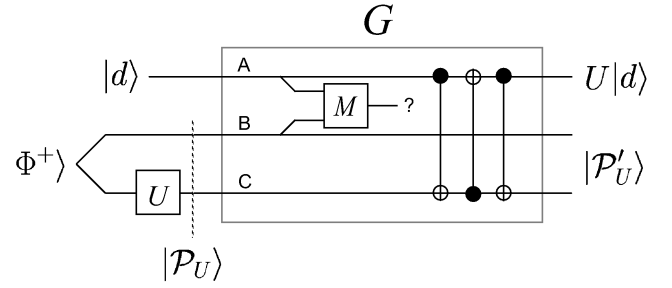 G
|d⟩ A U|d⟩
M ?
B
Φ⁺⟩ |𝒫′_U⟩
U C
|𝒫_U⟩